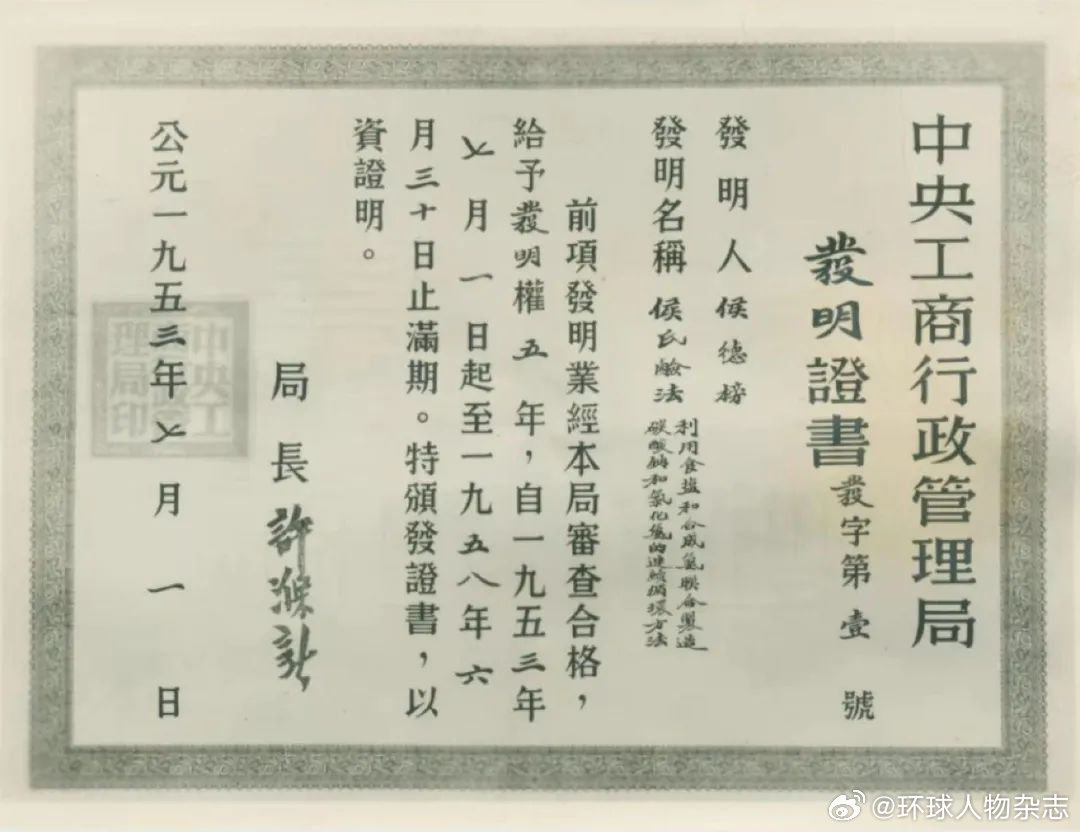 中央工商行政管理局
發明證書
發字第壹號
發明人 侯德榜
發明名稱 侯氏鹼法
利用食塩和合成氨聯合製造
碳酸鈉和氯化氨的連續循環方法
前項發明業經本局審查合格，
給予發明權五年，自一九五三年
七月一日起至一九五八年六
月三十日止滿期。特頒發證書，以
資證明。
局長 許滌新
公元一九五三年七月一日
中央工
理局印
@环球人物杂志